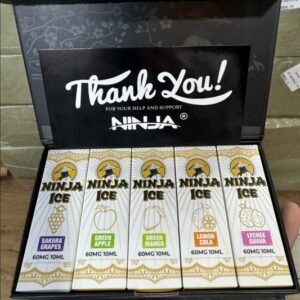 Thank You!
FOR YOUR HELP AND SUPPORT
NINJA ®
NINJA
ICE
SAKURA
GRAPES
60MG 10ML
NINJA
ICE
GREEN
APPLE
60MG 10ML
NINJA
ICE
GREEN
MANGO
60MG 10ML
NINJA
ICE
LEMON
COLA
60MG 10ML
NINJA
ICE
LYCHEE
GUAVA
60MG 10ML